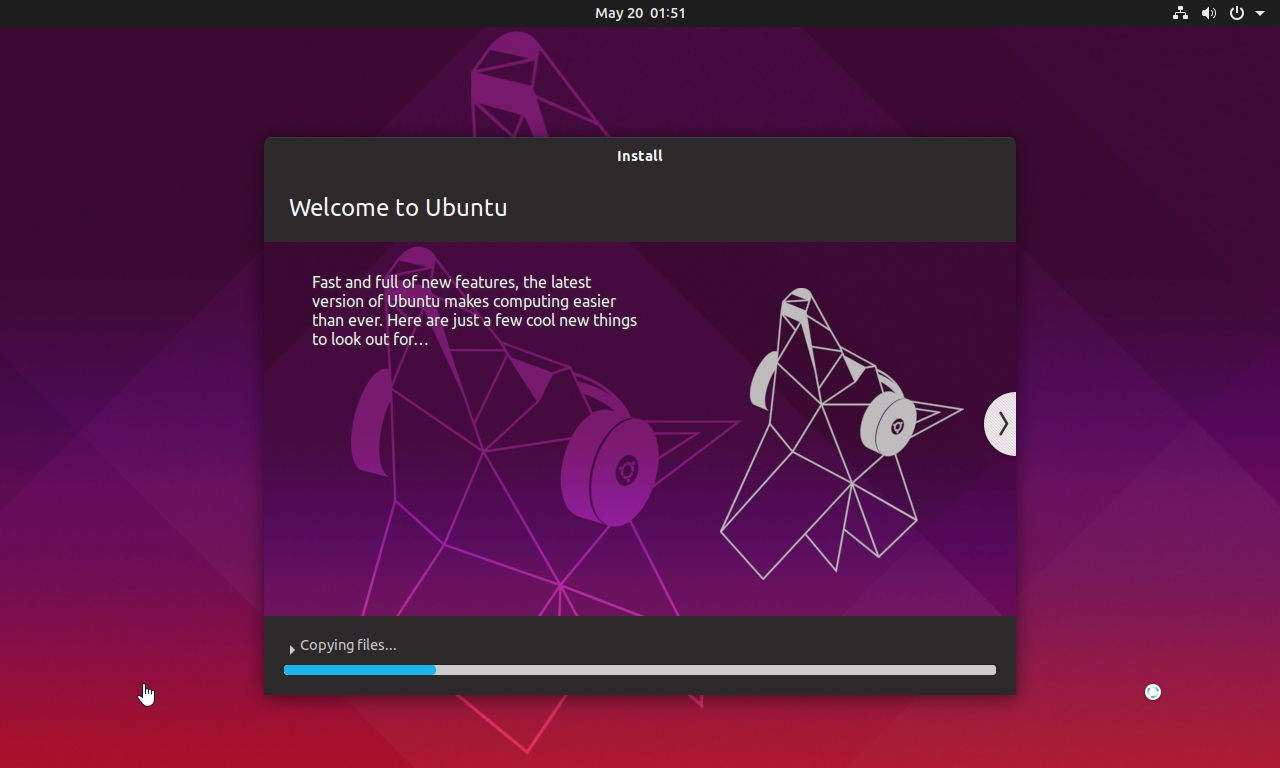 May 20 01:51
Install
Welcome to Ubuntu
Fast and full of new features, the latest
version of Ubuntu makes computing easier
than ever. Here are just a few cool new things
to look out for…
Copying files...